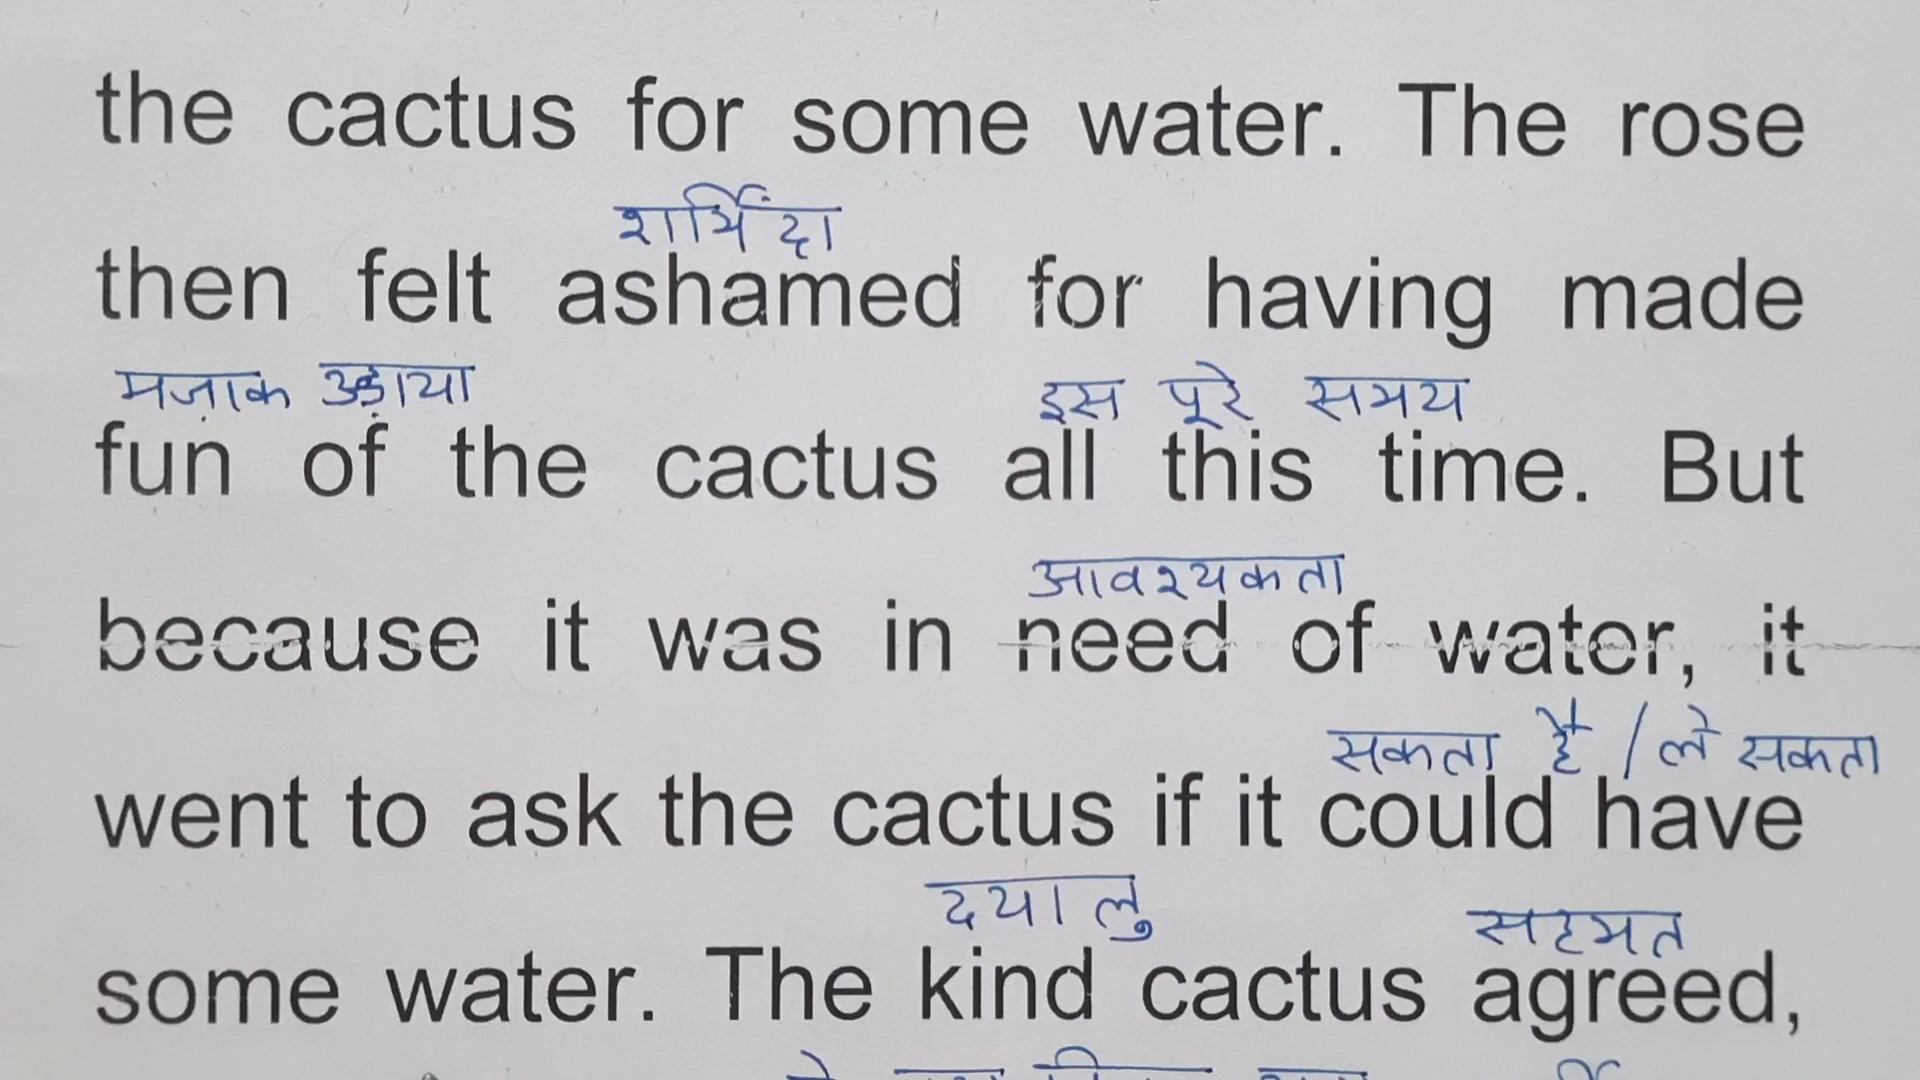 the cactus for some water. The rose
शर्मिंदा
then felt ashamed for having made
मज़ाक उड़ाया इस पूरे समय
fun of the cactus all this time. But
आवश्यकता
because it was in need of water, it
सकता है / ले सकता
went to ask the cactus if it could have
दयालु सहमत
some water. The kind cactus agreed,